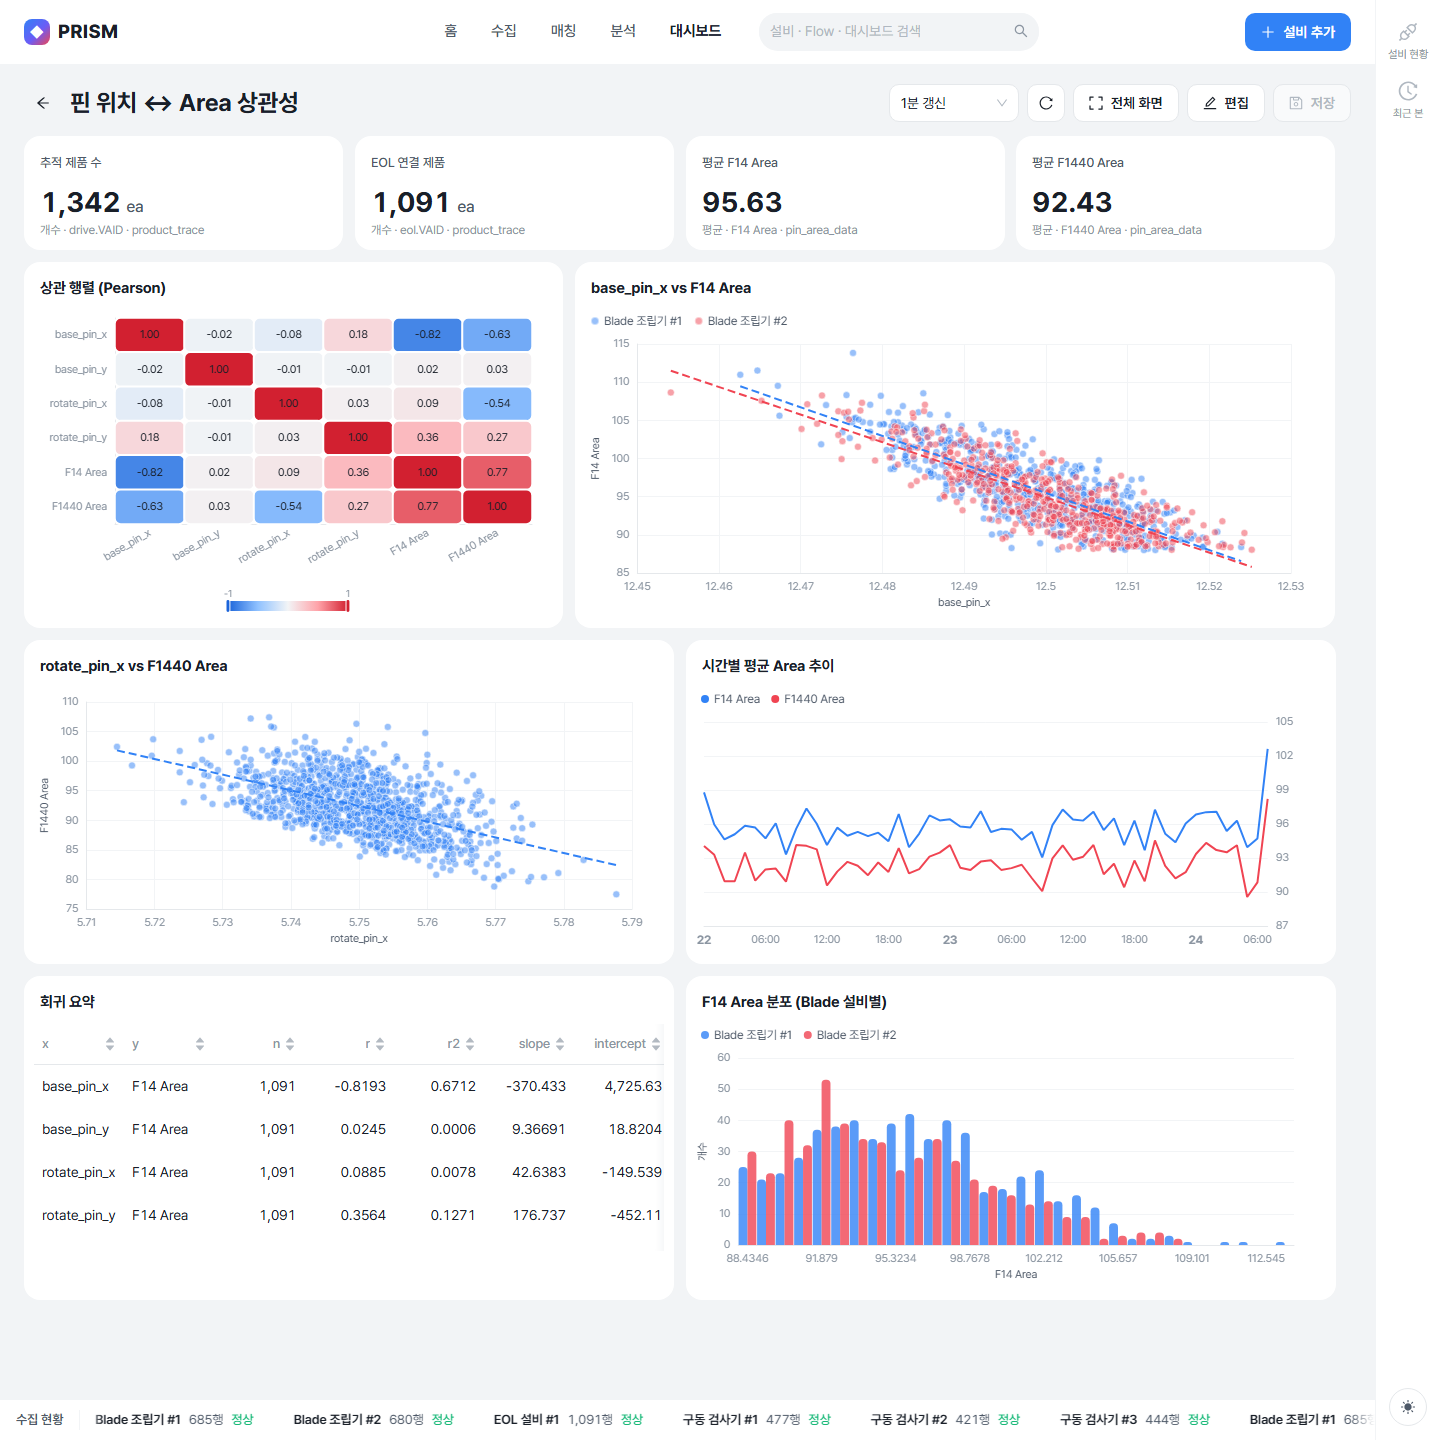 PRISM
홈 수집 매칭 분석 대시보드
설비 · Flow · 대시보드 검색
설비 추가
설비 현황
최근 본
핀 위치 ↔ Area 상관성
1분 갱신
전체 화면
편집
저장
추적 제품 수
1,342 ea
개수 · drive.VAID · product_trace
EOL 연결 제품
1,091 ea
개수 · eol.VAID · product_trace
평균 F14 Area
95.63
평균 · F14 Area · pin_area_data
평균 F1440 Area
92.43
평균 · F1440 Area · pin_area_data
상관 행렬 (Pearson)
base_pin_x 1.00 -0.02 -0.08 0.18 -0.82 -0.63
base_pin_y -0.02 1.00 -0.01 -0.01 0.02 0.03
rotate_pin_x -0.08 -0.01 1.00 0.03 0.09 -0.54
rotate_pin_y 0.18 -0.01 0.03 1.00 0.36 0.27
F14 Area -0.82 0.02 0.09 0.36 1.00 0.77
F1440 Area -0.63 0.03 -0.54 0.27 0.77 1.00
base_pin_x base_pin_y rotate_pin_x rotate_pin_y F14 Area F1440 Area
-1 1
base_pin_x vs F14 Area
Blade 조립기 #1 Blade 조립기 #2
115
110
105
100
95
90
85
F14 Area
12.45 12.46 12.47 12.48 12.49 12.5 12.51 12.52 12.53
base_pin_x
rotate_pin_x vs F1440 Area
110
105
100
95
90
85
80
75
F1440 Area
5.71 5.72 5.73 5.74 5.75 5.76 5.77 5.78 5.79
rotate_pin_x
시간별 평균 Area 추이
F14 Area F1440 Area
105
102
99
96
93
90
87
22 06:00 12:00 18:00 23 06:00 12:00 18:00 24 06:00
회귀 요약
x y n r r2 slope intercept
base_pin_x F14 Area 1,091 -0.8193 0.6712 -370.433 4,725.63
base_pin_y F14 Area 1,091 0.0245 0.0006 9.36691 18.8204
rotate_pin_x F14 Area 1,091 0.0885 0.0078 42.6383 -149.539
rotate_pin_y F14 Area 1,091 0.3564 0.1271 176.737 -452.11
F14 Area 분포 (Blade 설비별)
Blade 조립기 #1 Blade 조립기 #2
60
50
40
30
20
10
0
개수
88.4346 91.879 95.3234 98.7678 102.212 105.657 109.101 112.545
F14 Area
수집 현황 Blade 조립기 #1 685행 정상 Blade 조립기 #2 680행 정상 EOL 설비 #1 1,091행 정상 구동 검사기 #1 477행 정상 구동 검사기 #2 421행 정상 구동 검사기 #3 444행 정상 Blade 조립기 #1 685행